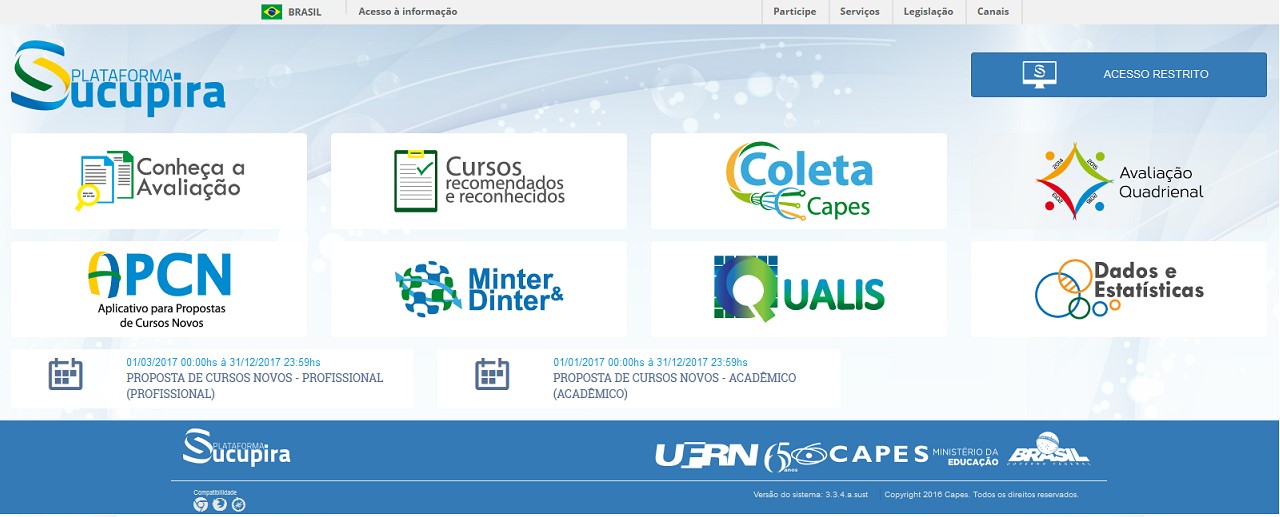 BRASIL Acesso à informação Participe Serviços Legislação Canais
PLATAFORMA
Sucupira
ACESSO RESTRITO
Conheça a
Avaliação
Cursos
recomendados
e reconhecidos
Coleta
Capes
2014
2015
Avaliação
Quadrienal
APCN
Aplicativo para Propostas
de Cursos Novos
Minter &
Dinter
QUALIS
Dados e
Estatísticas
01/03/2017 00:00hs à 31/12/2017 23:59hs
PROPOSTA DE CURSOS NOVOS - PROFISSIONAL
(PROFISSIONAL)
01/01/2017 00:00hs à 31/12/2017 23:59hs
PROPOSTA DE CURSOS NOVOS - ACADÊMICO
(ACADÊMICO)
PLATAFORMA
Sucupira
UFRN
65
anos
CAPES
MINISTÉRIO DA
EDUCAÇÃO
BRASIL
GOVERNO FEDERAL
Compatibilidade
Versão do sistema: 3.3.4.a.sust Copyright 2016 Capes. Todos os direitos reservados.